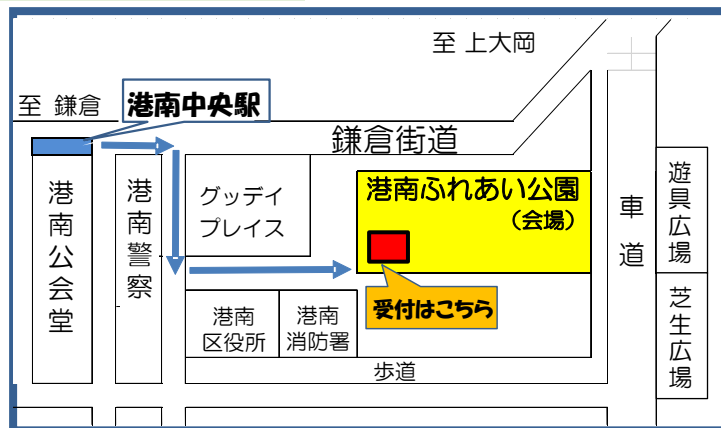 至 上大岡
至 鎌倉
港南中央駅
鎌倉街道
港南公会堂
港南警察
グッデイ
プレイス
港南ふれあい公園
（会場）
車道
遊具広場
受付はこちら
港南
区役所
港南
消防署
芝生広場
歩道